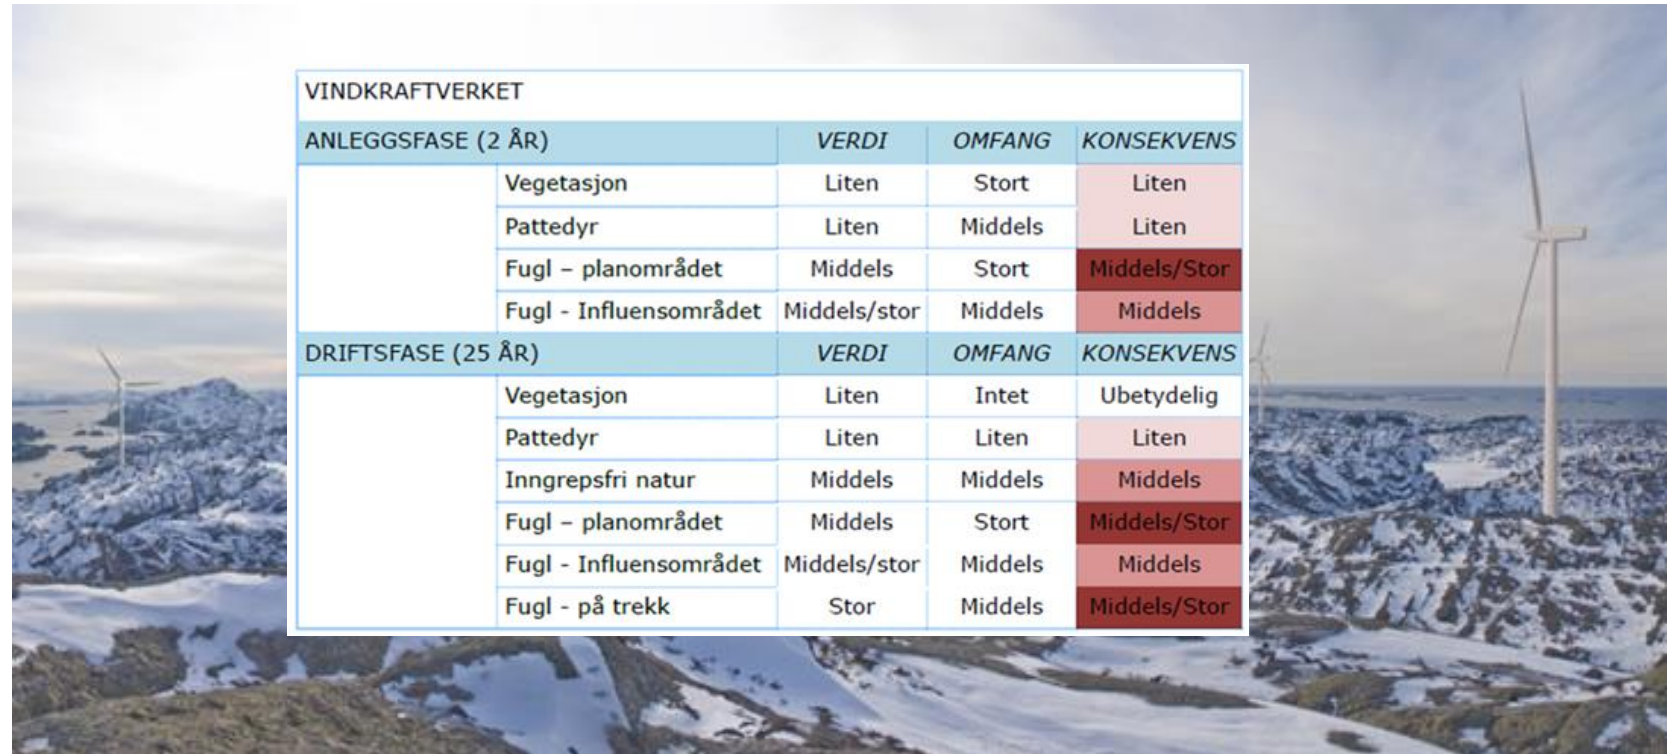 VINDKRAFTVERKET
ANLEGGSFASE (2 ÅR) VERDI OMFANG KONSEKVENS
Vegetasjon Liten Stort Liten
Pattedyr Liten Middels Liten
Fugl – planområdet Middels Stort Middels/Stor
Fugl - Influensområdet Middels/stor Middels Middels
DRIFTSFASE (25 ÅR) VERDI OMFANG KONSEKVENS
Vegetasjon Liten Intet Ubetydelig
Pattedyr Liten Liten Liten
Inngrepsfri natur Middels Middels Middels
Fugl – planområdet Middels Stort Middels/Stor
Fugl - Influensområdet Middels/stor Middels Middels
Fugl - på trekk Stor Middels Middels/Stor